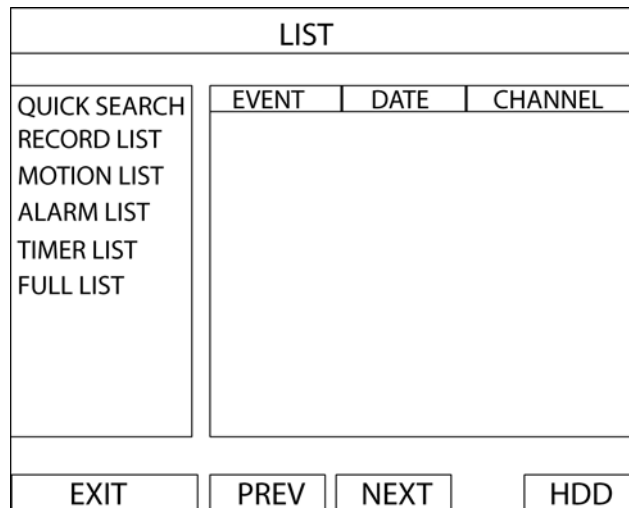 LIST
QUICK SEARCH
RECORD LIST
MOTION LIST
ALARM LIST
TIMER LIST
FULL LIST
EVENT DATE CHANNEL
EXIT PREV NEXT HDD